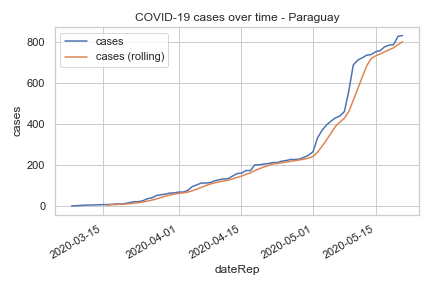 COVID-19 cases over time - Paraguay
cases
cases (rolling)
800
600
400
200
0
cases
2020-03-15
2020-04-01
2020-04-15
2020-05-01
2020-05-15
dateRep